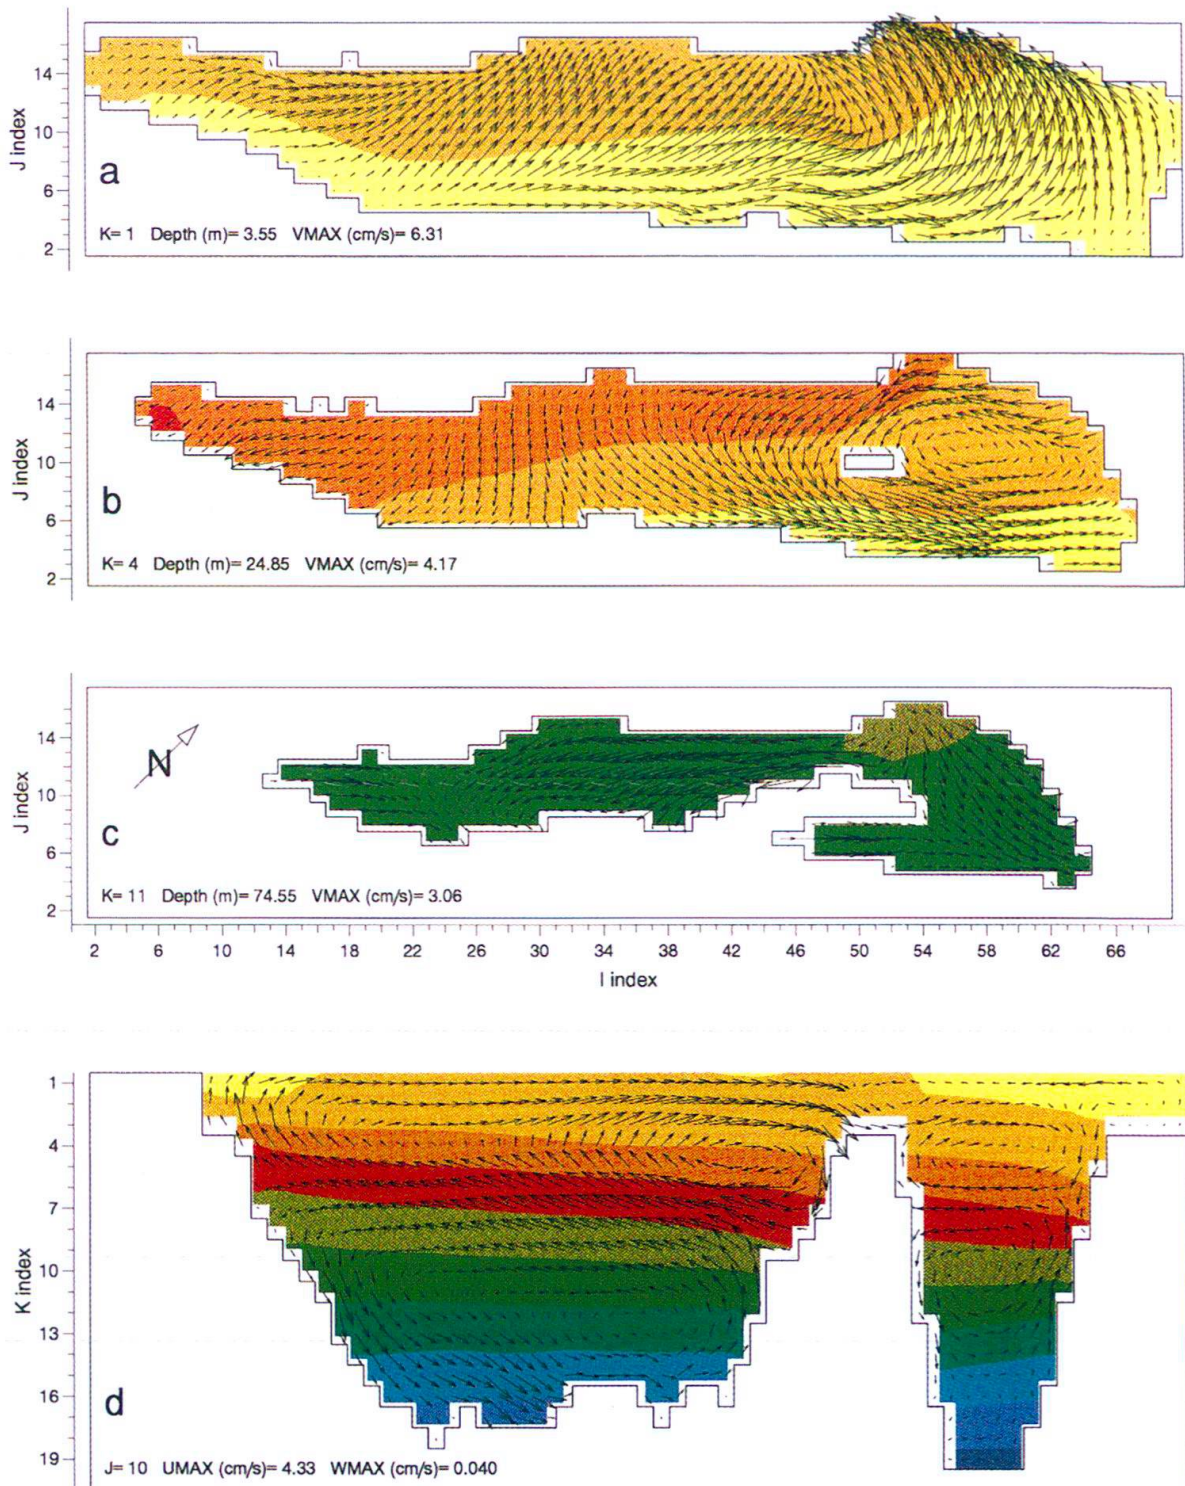 14
10
6
2
J index
a
K= 1 Depth (m)= 3.55 VMAX (cm/s)= 6.31
14
10
6
2
J index
b
K= 4 Depth (m)= 24.85 VMAX (cm/s)= 4.17
14
10
6
2
J index
N
c
K= 11 Depth (m)= 74.55 VMAX (cm/s)= 3.06
2 6 10 14 18 22 26 30 34 38 42 46 50 54 58 62 66
I index
1
4
7
10
13
16
19
K index
d
J= 10 UMAX (cm/s)= 4.33 WMAX (cm/s)= 0.040